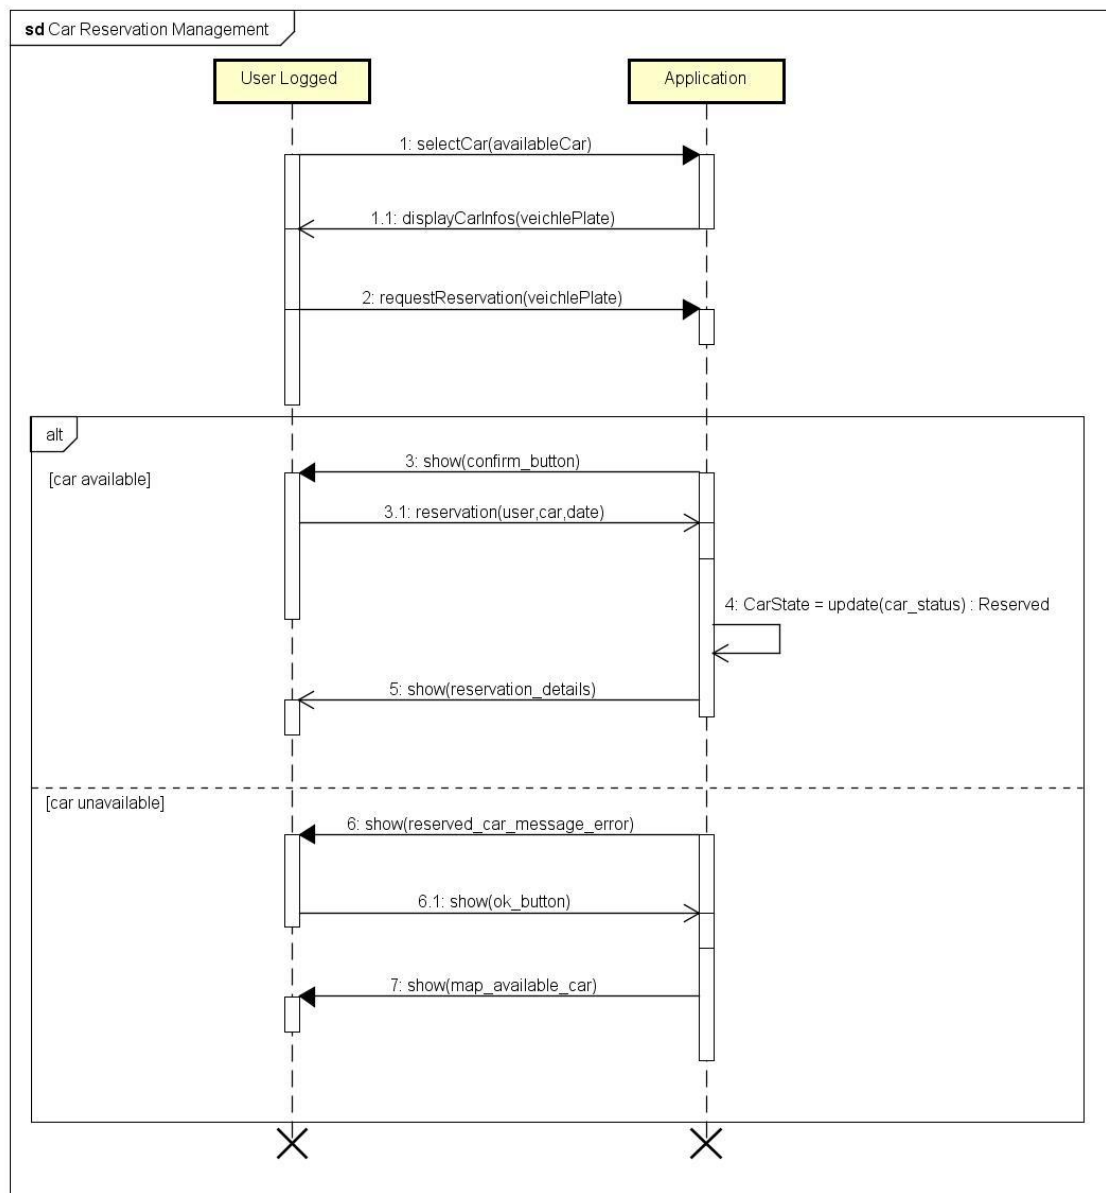 sd Car Reservation Management
User Logged
Application
1: selectCar(availableCar)
1.1: displayCarInfos(veichlePlate)
2: requestReservation(veichlePlate)
alt
[car available]
3: show(confirm_button)
3.1: reservation(user,car,date)
4: CarState = update(car_status) : Reserved
5: show(reservation_details)
[car unavailable]
6: show(reserved_car_message_error)
6.1: show(ok_button)
7: show(map_available_car)